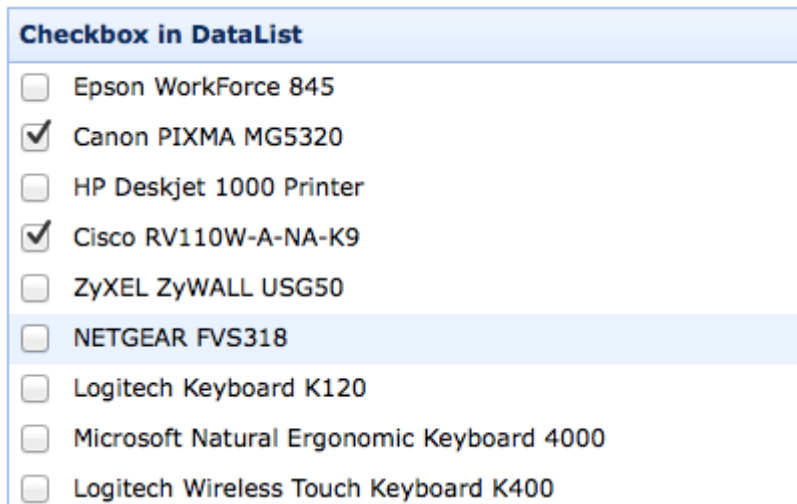 Checkbox in DataList
Epson WorkForce 845
Canon PIXMA MG5320
HP Deskjet 1000 Printer
Cisco RV110W-A-NA-K9
ZyXEL ZyWALL USG50
NETGEAR FVS318
Logitech Keyboard K120
Microsoft Natural Ergonomic Keyboard 4000
Logitech Wireless Touch Keyboard K400